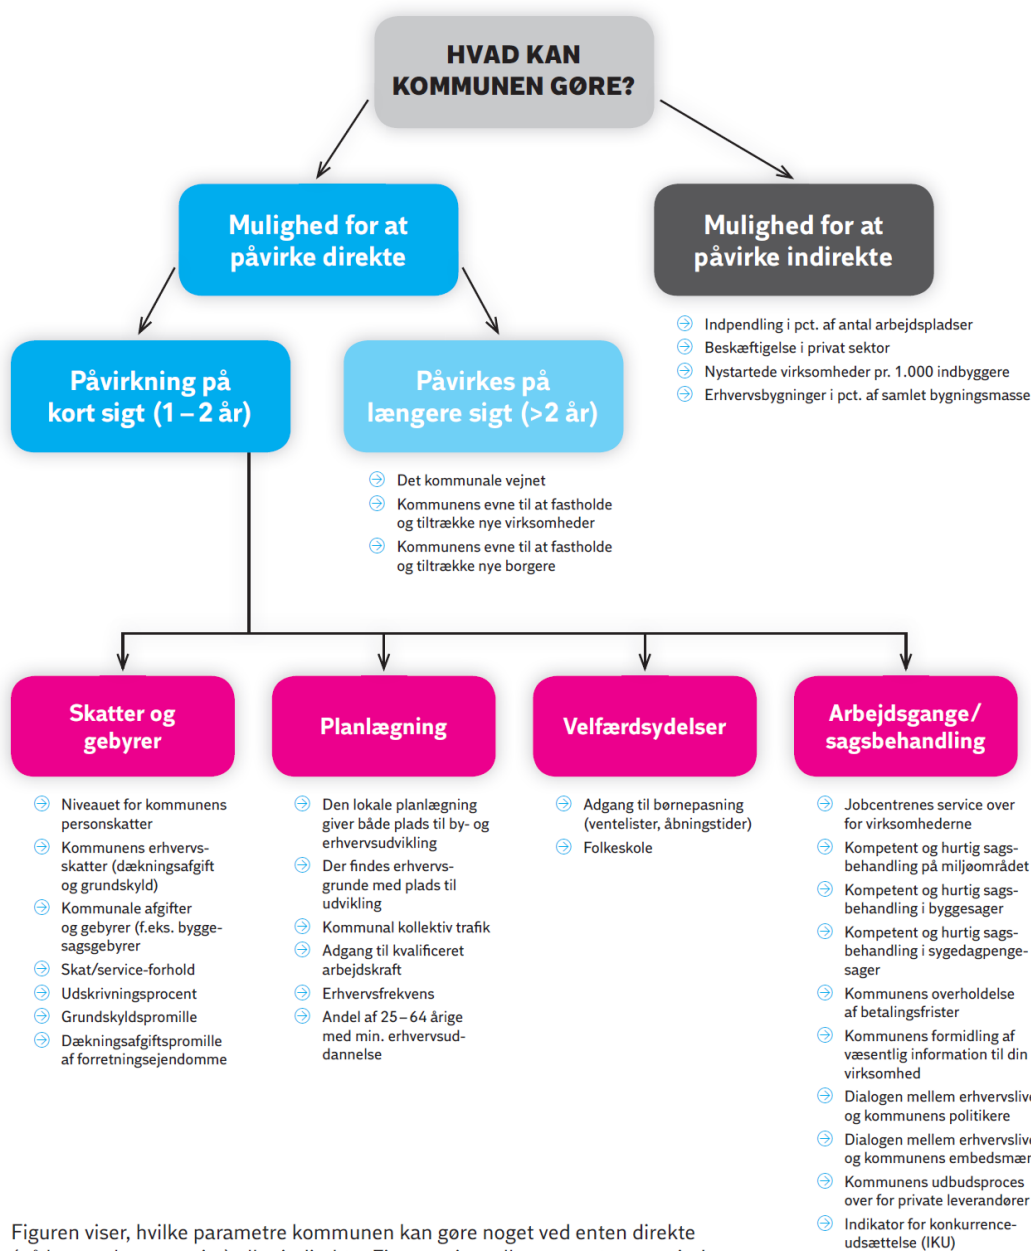 HVAD KAN
KOMMUNEN GØRE?
Mulighed for at
påvirke direkte
Mulighed for at
påvirke indirekte
Indpendling i pct. af antal arbejdspladser
Beskæftigelse i privat sektor
Nystartede virksomheder pr. 1.000 indbyggere
Erhvervsbygninger i pct. af samlet bygningsmasse
Påvirkning på
kort sigt (1 – 2 år)
Påvirkes på
længere sigt (>2 år)
Det kommunale vejnet
Kommunens evne til at fastholde
og tiltrække nye virksomheder
Kommunens evne til at fastholde
og tiltrække nye borgere
Skatter og
gebyrer
Niveauet for kommunens
personskatter
Kommunens erhvervs-
skatter (dækningsafgift
og grundskyld)
Kommunale afgifter
og gebyrer (f.eks. bygge-
sagsgebyrer
Skat/service-forhold
Udskrivningsprocent
Grundskyldspromille
Dækningsafgiftspromille
af forretningsejendomme
Planlægning
Den lokale planlægning
giver både plads til by- og
erhvervsudvikling
Der findes erhvervs-
grunde med plads til
udvikling
Kommunal kollektiv trafik
Adgang til kvalificeret
arbejdskraft
Erhvervsfrekvens
Andel af 25 – 64 årige
med min. erhvervsud-
dannelse
Velfærdsydelser
Adgang til børnepasning
(ventelister, åbningstider)
Folkeskole
Arbejdsgange/
sagsbehandling
Jobcentrenes service over
for virksomhederne
Kompetent og hurtig sags-
behandling på miljøområdet
Kompetent og hurtig sags-
behandling i byggesager
Kompetent og hurtig sags-
behandling i sygedagpenge-
sager
Kommunens overholdelse
af betalingsfrister
Kommunens formidling af
væsentlig information til din
virksomhed
Dialogen mellem
og kommunens politikere
Dialogen mellem
og kommunens
Kommunens udbudsproces
over for private leverandører
Indikator for konkurrence-
udsættelse (IKU)
Figuren viser, hvilke parametre kommunen kan gøre noget ved enten direkte